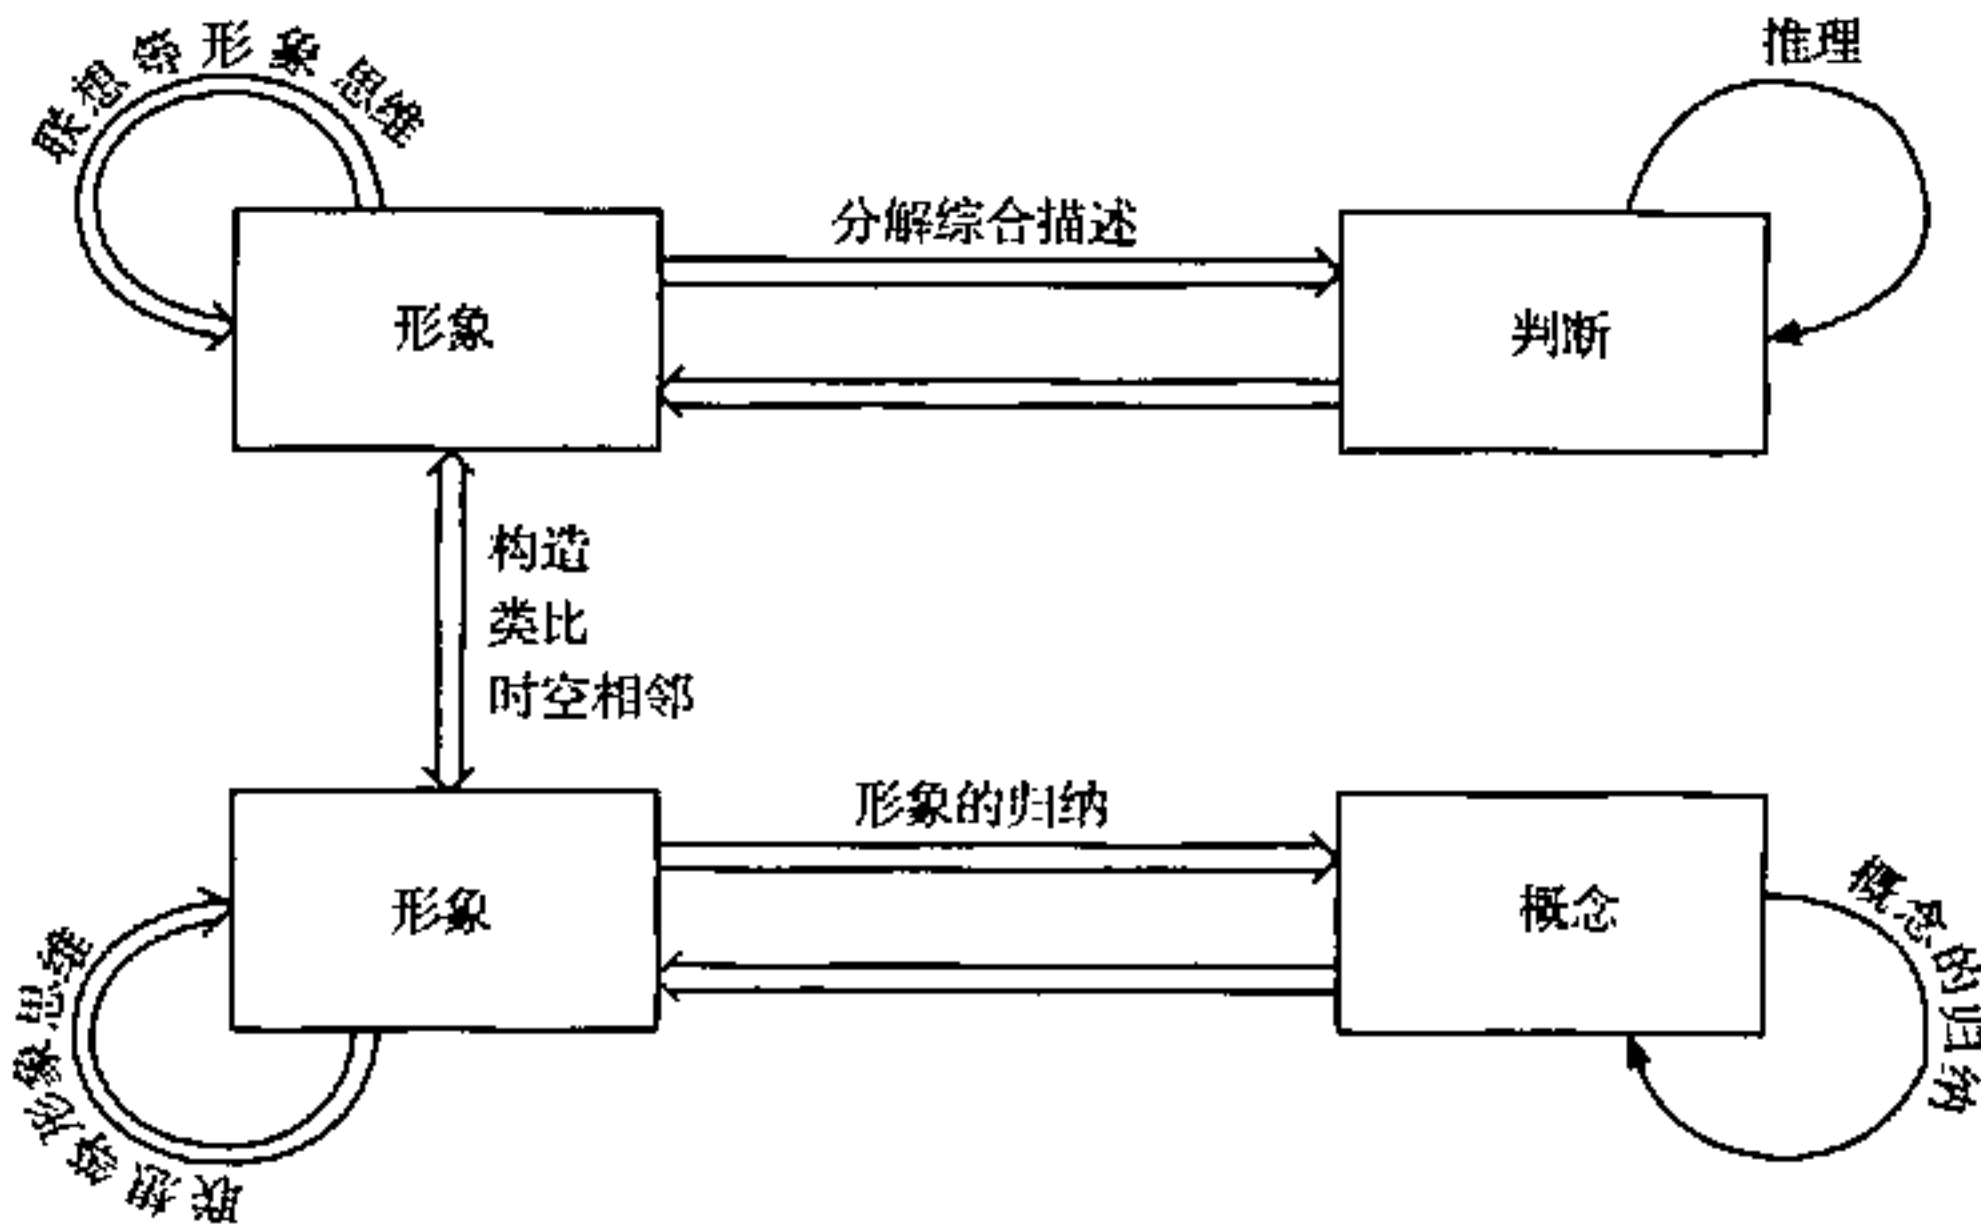 联想等形象思维
推理
分解综合描述
形象
判断
构造
类比
时空相邻
形象的归纳
形象
概念
概念的归纳
联想等形象思维